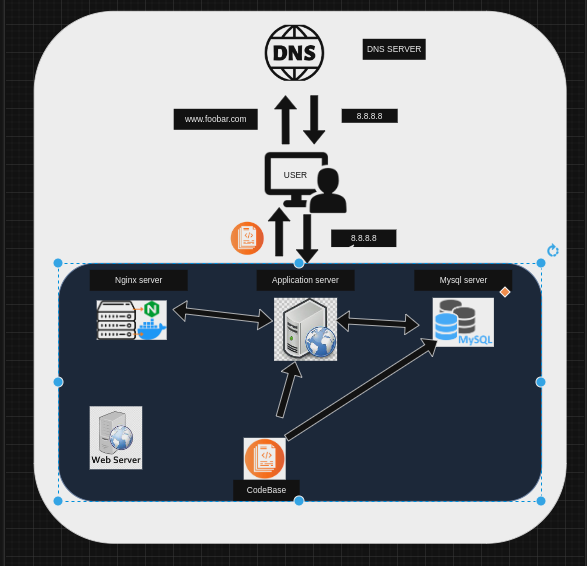 DNS
DNS SERVER
www.foobar.com
8.8.8.8
USER
8.8.8.8
Nginx server
Application server
Mysql server
N
MySQL
Web Server
CodeBase